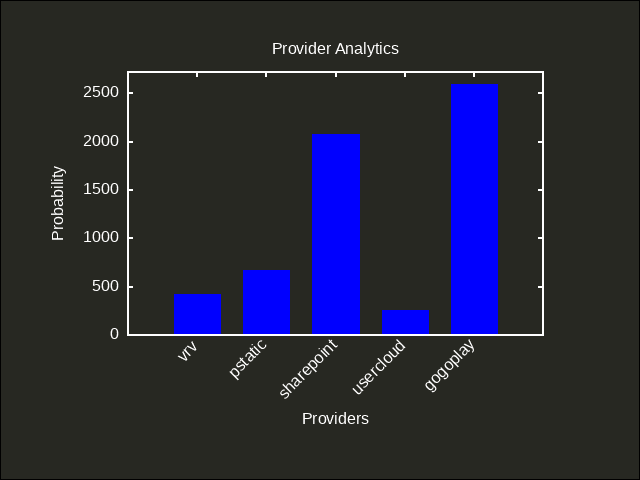 Provider Analytics
2500
2000
1500
1000
500
0
Probability
vrv
pstatic
sharepoint
usercloud
gogoplay
Providers